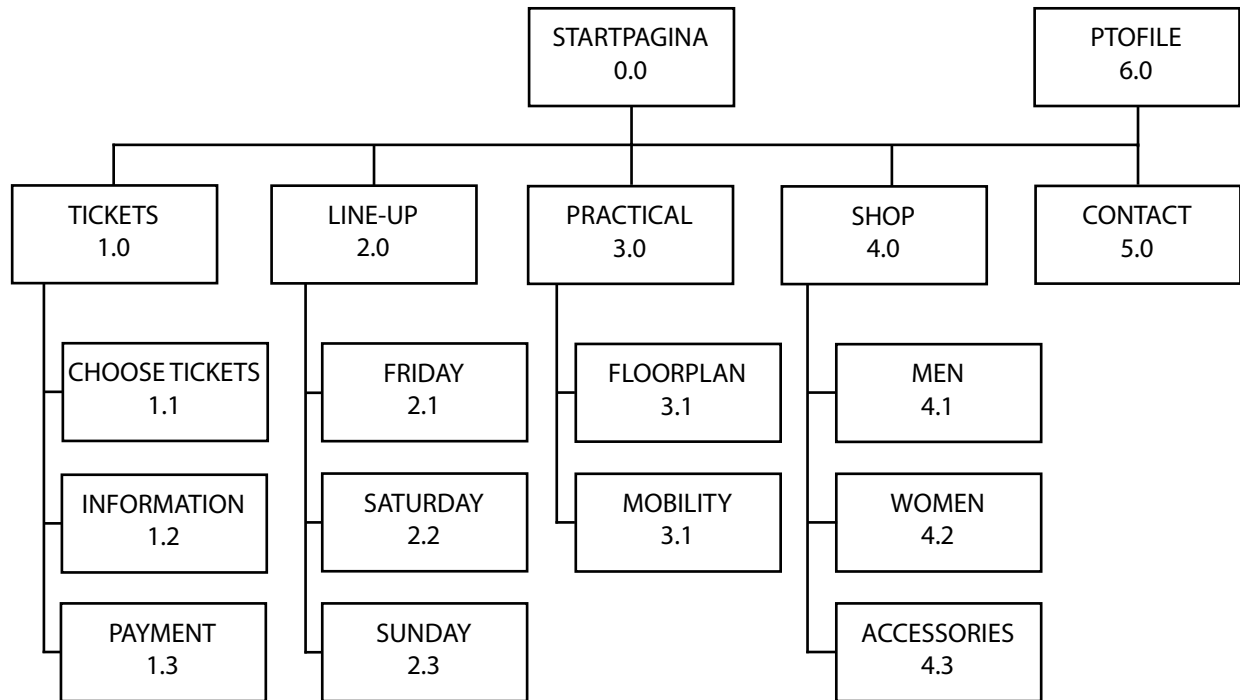 STARTPAGINA
0.0
PTOFILE
6.0
TICKETS
1.0
LINE-UP
2.0
PRACTICAL
3.0
SHOP
4.0
CONTACT
5.0
CHOOSE TICKETS
1.1
FRIDAY
2.1
FLOORPLAN
3.1
MEN
4.1
INFORMATION
1.2
SATURDAY
2.2
MOBILITY
3.1
WOMEN
4.2
PAYMENT
1.3
SUNDAY
2.3
ACCESSORIES
4.3